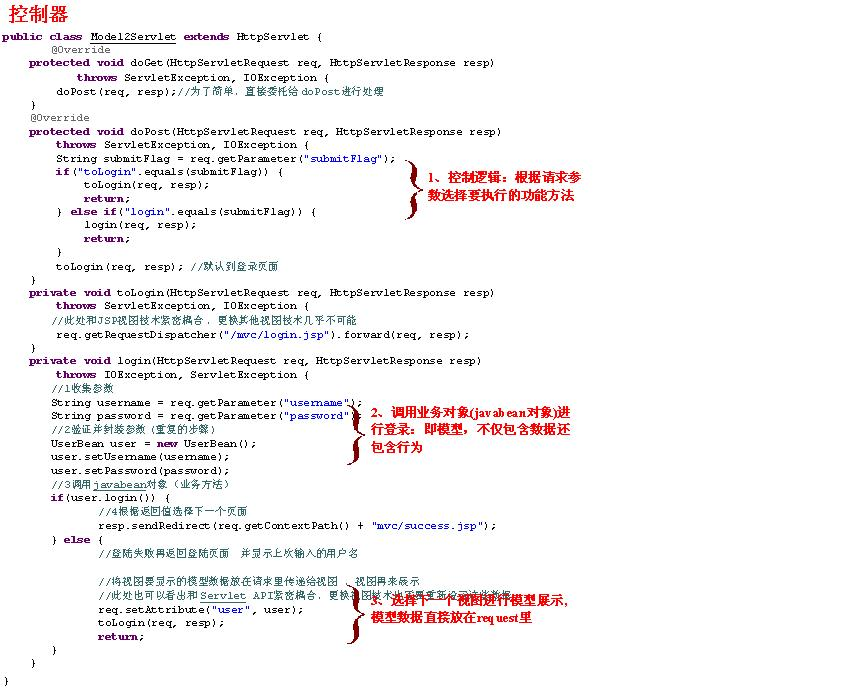 控制器
public class Model2Servlet extends HttpServlet {
@Override
protected void doGet(HttpServletRequest req, HttpServletResponse resp)
throws ServletException, IOException {
doPost(req, resp);//为了简单，直接委托给doPost进行处理
}
@Override
protected void doPost(HttpServletRequest req, HttpServletResponse resp)
throws ServletException, IOException {
String submitFlag = req.getParameter("submitFlag");
if("toLogin".equals(submitFlag)) {
toLogin(req, resp);
return;
} else if("login".equals(submitFlag)) {
login(req, resp);
return;
}
toLogin(req, resp); //默认到登录页面
}
1、控制逻辑：根据请求参
数选择要执行的功能方法
private void toLogin(HttpServletRequest req, HttpServletResponse resp)
throws ServletException, IOException {
//此处和JSP视图技术紧密耦合，更换其他视图技术几乎不可能
req.getRequestDispatcher("/mvc/login.jsp").forward(req, resp);
}
private void login(HttpServletRequest req, HttpServletResponse resp)
throws IOException, ServletException {
//1收集参数
String username = req.getParameter("username");
String password = req.getParameter("password");
//2验证并封装参数（重复的步骤）
UserBean user = new UserBean();
user.setUsername(username);
user.setPassword(password);
2、调用业务对象(javabean对象)进
行登录：即模型，不仅包含数据还
包含行为
//3调用javabean对象（业务方法）
if(user.login()) {
//4根据返回值选择下一个页面
resp.sendRedirect(req.getContextPath() + "mvc/success.jsp");
} else {
//登陆失败再返回登陆页面 并显示上次输入的用户名
//将视图要显示的模型数据放在请求里传递给视图 ，视图再来展示
//此处也可以看出和Servlet API紧密耦合，更换视图技术
req.setAttribute("user", user);
toLogin(req, resp);
return;
}
}
}
3、选择下一个视图进行模型展示，
模型数据直接放在request里